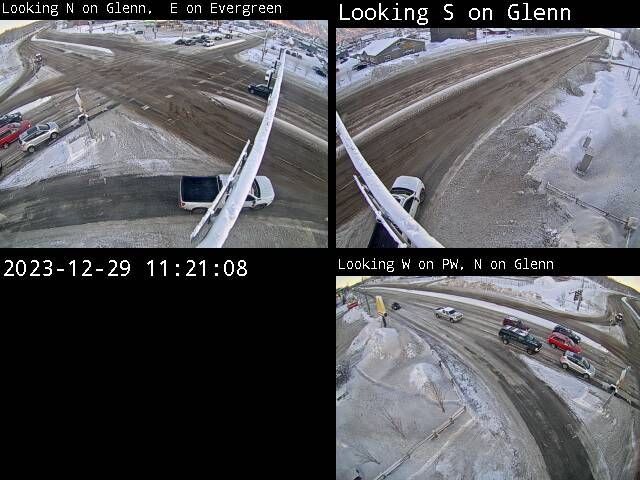 Looking N on Glenn,  E on Evergreen
Looking S on Glenn
2023-12-29 11:21:08
Looking W on PW, N on Glenn